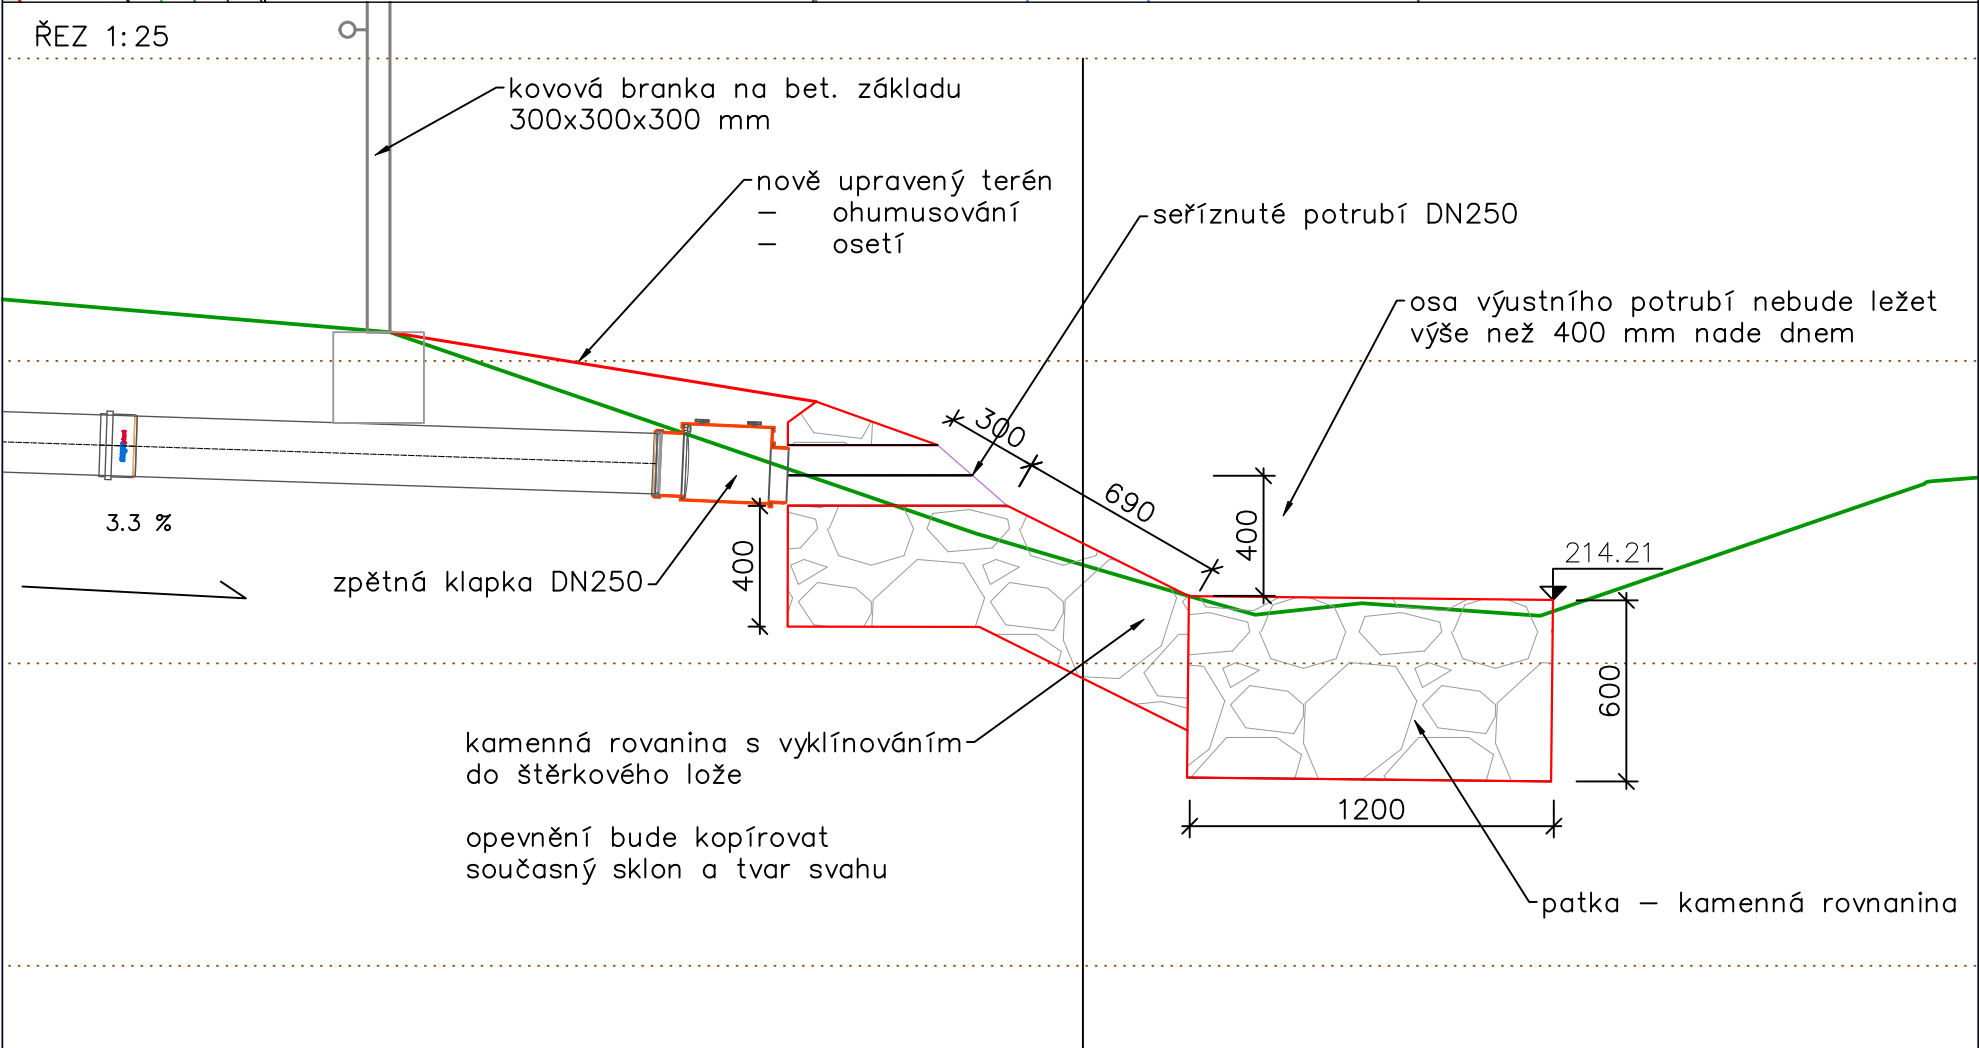 ŘEZ 1:25
kovová branka na bet. základu
300x300x300 mm
nově upravený terén
– ohumusování
– osetí
seříznuté potrubí DN250
osa výustního potrubí nebude ležet
výše než 400 mm nade dnem
300
690
400
214.21
3.3 %
zpětná klapka DN250
400
600
kamenná rovanina s vyklínováním
do štěrkového lože
1200
opevnění bude kopírovat
současný sklon a tvar svahu
patka – kamenná rovnanina